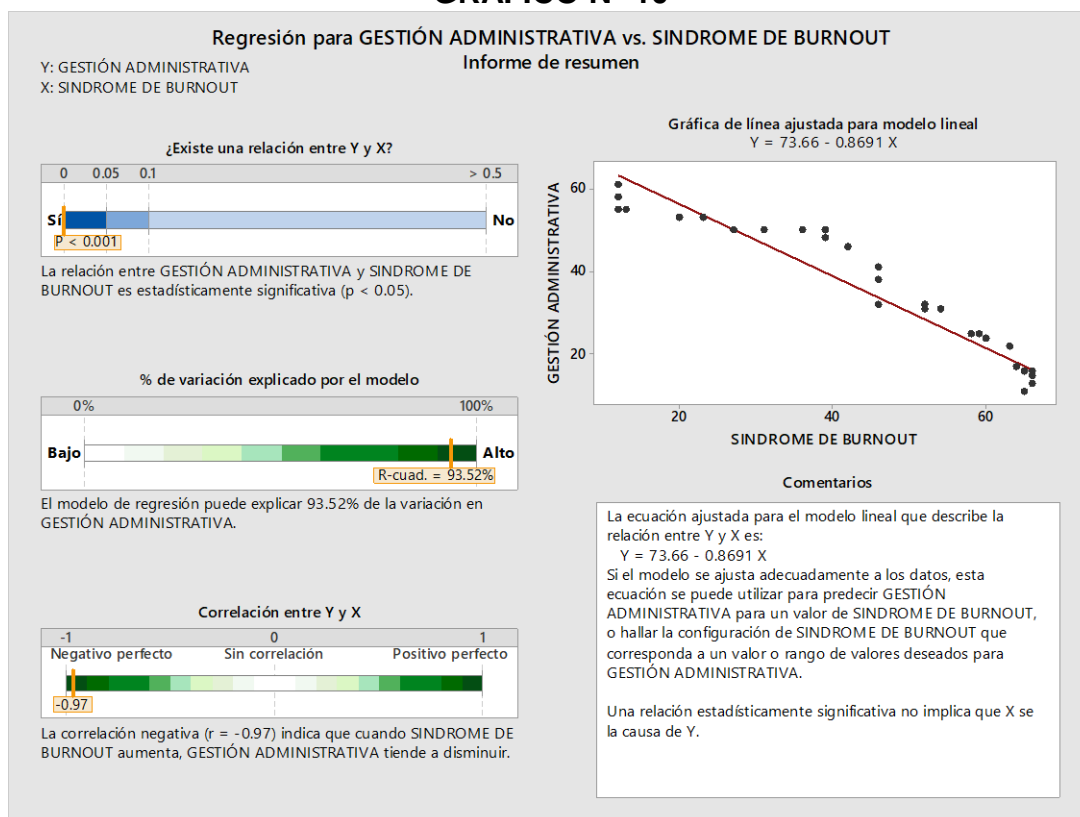 Regresión para GESTIÓN ADMINISTRATIVA vs. SINDROME DE BURNOUT
Informe de resumen
Y: GESTIÓN ADMINISTRATIVA
X: SINDROME DE BURNOUT
¿Existe una relación entre Y y X?
0 0.05 0.1 > 0.5
Sí No
P < 0.001
La relación entre GESTIÓN ADMINISTRATIVA y SINDROME DE
BURNOUT es estadísticamente significativa (p < 0.05).
% de variación explicado por el modelo
0% 100%
Bajo Alto
R-cuad. = 93.52%
El modelo de regresión puede explicar 93.52% de la variación en
GESTIÓN ADMINISTRATIVA.
Correlación entre Y y X
-1 0 1
Negativo perfecto Sin correlación Positivo perfecto
-0.97
La correlación negativa (r = -0.97) indica que cuando SINDROME DE
BURNOUT aumenta, GESTIÓN ADMINISTRATIVA tiende a disminuir.
Gráfica de línea ajustada para modelo lineal
Y = 73.66 - 0.8691 X
GESTIÓN ADMINISTRATIVA
60
40
20
20 40 60
SINDROME DE BURNOUT
Comentarios
La ecuación ajustada para el modelo lineal que describe la
relación entre Y y X es:
Y = 73.66 - 0.8691 X
Si el modelo se ajusta adecuadamente a los datos, esta
ecuación se puede utilizar para predecir GESTIÓN
ADMINISTRATIVA para un valor de SINDROME DE BURNOUT,
o hallar la configuración de SINDROME DE BURNOUT que
corresponda a un valor o rango de valores deseados para
GESTIÓN ADMINISTRATIVA.
Una relación estadísticamente significativa no implica que X se
la causa de Y.